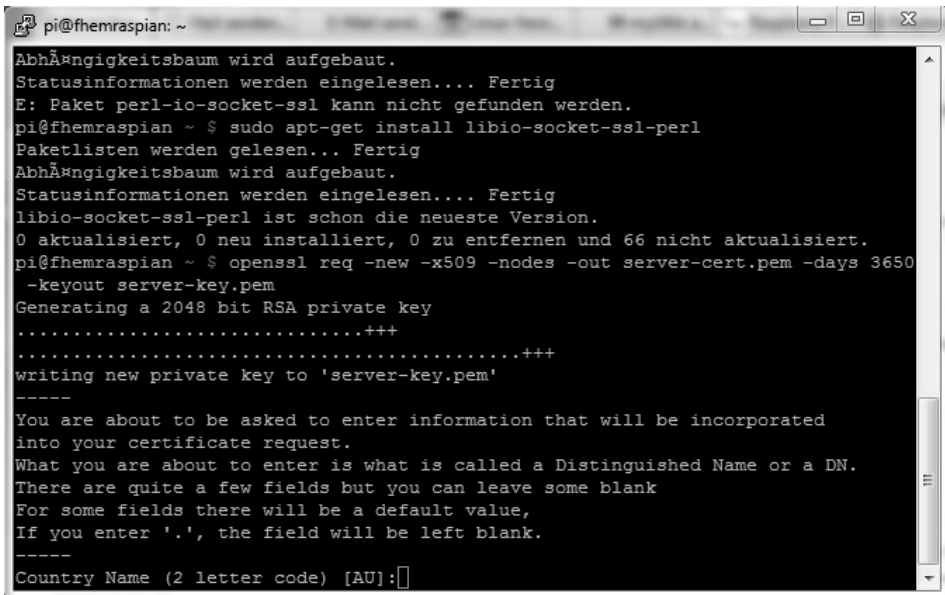 pi@fhemraspian: ~
AbhÃ¤ngigkeitsbaum wird aufgebaut.
Statusinformationen werden eingelesen.... Fertig
E: Paket perl-io-socket-ssl kann nicht gefunden werden.
pi@fhemraspian ~ $ sudo apt-get install libio-socket-ssl-perl
Paketlisten werden gelesen... Fertig
AbhÃ¤ngigkeitsbaum wird aufgebaut.
Statusinformationen werden eingelesen.... Fertig
libio-socket-ssl-perl ist schon die neueste Version.
0 aktualisiert, 0 neu installiert, 0 zu entfernen und 66 nicht aktualisiert.
pi@fhemraspian ~ $ openssl req -new -x509 -nodes -out server-cert.pem -days 3650
-keyout server-key.pem
Generating a 2048 bit RSA private key
...............................+++
.............................................+++
writing new private key to 'server-key.pem'
-----
You are about to be asked to enter information that will be incorporated
into your certificate request.
What you are about to enter is what is called a Distinguished Name or a DN.
There are quite a few fields but you can leave some blank
For some fields there will be a default value,
If you enter '.', the field will be left blank.
-----
Country Name (2 letter code) [AU]: